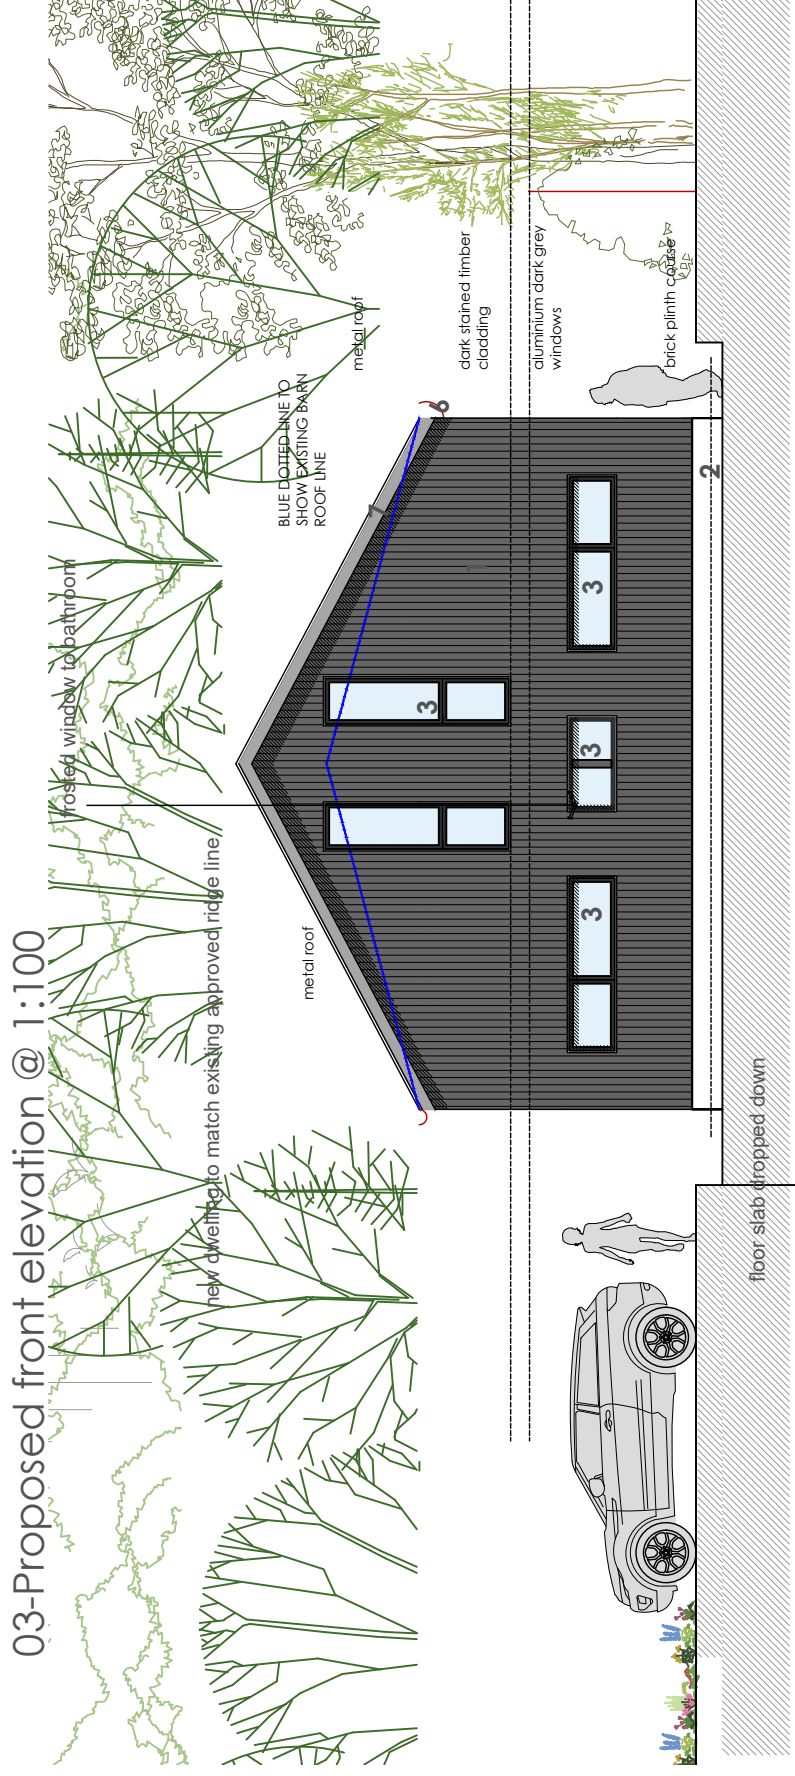 03-Proposed front elevation @ 1:100
frosted window to bathroom
new dwelling to match existing approved ridge line
BLUE DOTTED LINE TO
SHOW EXISTING BARN
ROOF LINE
metal roof
metal roof
dark stained timber
cladding
aluminium dark grey
windows
brick plinth course
7
6
1
3
3
3
3
2
floor slab dropped down